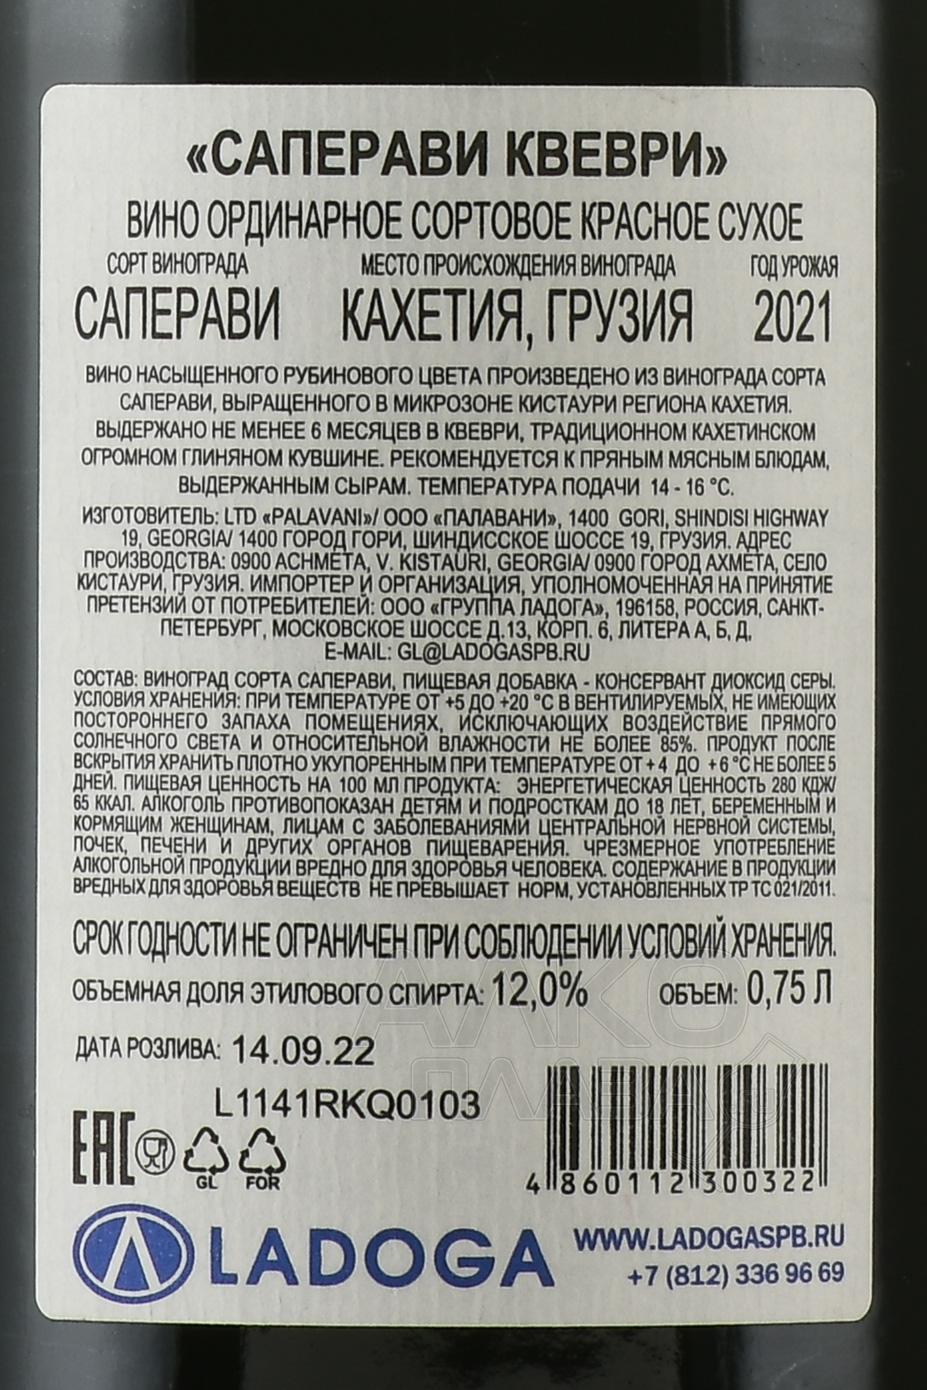 «САПЕРАВИ КВЕВРИ»
ВИНО ОРДИНАРНОЕ СОРТОВОЕ КРАСНОЕ СУХОЕ
СОРТ ВИНОГРАДА МЕСТО ПРОИСХОЖДЕНИЯ ВИНОГРАДА ГОД УРОЖАЯ
САПЕРАВИ КАХЕТИЯ, ГРУЗИЯ 2021
ВИНО НАСЫЩЕННОГО РУБИНОВОГО ЦВЕТА ПРОИЗВЕДЕНО ИЗ ВИНОГРАДА СОРТА
САПЕРАВИ, ВЫРАЩЕННОГО В МИКРОЗОНЕ КИСТАУРИ РЕГИОНА КАХЕТИЯ.
ВЫДЕРЖАНО НЕ МЕНЕЕ 6 МЕСЯЦЕВ В КВЕВРИ, ТРАДИЦИОННОМ КАХЕТИНСКОМ
ОГРОМНОМ ГЛИНЯНОМ КУВШИНЕ. РЕКОМЕНДУЕТСЯ К ПРЯНЫМ МЯСНЫМ БЛЮДАМ,
ВЫДЕРЖАННЫМ СЫРАМ. ТЕМПЕРАТУРА ПОДАЧИ 14 - 16 °С.
ИЗГОТОВИТЕЛЬ: LTD «PALAVANI»/ ООО «ПАЛАВАНИ», 1400 GORI, SHINDISI HIGHWAY
19, GEORGIA/ 1400 ГОРОД ГОРИ, ШИНДИССКОЕ ШОССЕ 19, ГРУЗИЯ. АДРЕС
ПРОИЗВОДСТВА: 0900 ACHMETA, V. KISTAURI, GEORGIA/ 0900 ГОРОД АХМЕТА, СЕЛО
КИСТАУРИ, ГРУЗИЯ. ИМПОРТЕР И ОРГАНИЗАЦИЯ, УПОЛНОМОЧЕННАЯ НА ПРИНЯТИЕ
ПРЕТЕНЗИЙ ОТ ПОТРЕБИТЕЛЕЙ: ООО «ГРУППА ЛАДОГА», 196158, РОССИЯ, САНКТ-
ПЕТЕРБУРГ, МОСКОВСКОЕ ШОССЕ Д.13, КОРП. 6, ЛИТЕРА А, Б, Д,
E-MAIL: GL@LADOGASPB.RU
СОСТАВ: ВИНОГРАД СОРТА САПЕРАВИ, ПИЩЕВАЯ ДОБАВКА - КОНСЕРВАНТ ДИОКСИД СЕРЫ.
УСЛОВИЯ ХРАНЕНИЯ: ПРИ ТЕМПЕРАТУРЕ ОТ +5 ДО +20 °С В ВЕНТИЛИРУЕМЫХ, НЕ ИМЕЮЩИХ
ПОСТОРОННЕГО ЗАПАХА ПОМЕЩЕНИЯХ, ИСКЛЮЧАЮЩИХ ВОЗДЕЙСТВИЕ ПРЯМОГО
СОЛНЕЧНОГО СВЕТА И ОТНОСИТЕЛЬНОЙ ВЛАЖНОСТИ НЕ БОЛЕЕ 85%. ПРОДУКТ ПОСЛЕ
ВСКРЫТИЯ ХРАНИТЬ ПЛОТНО УКУПОРЕННЫМ ПРИ ТЕМПЕРАТУРЕ ОТ + 4 ДО + 6 °С НЕ БОЛЕЕ 5
ДНЕЙ. ПИЩЕВАЯ ЦЕННОСТЬ НА 100 МЛ ПРОДУКТА: ЭНЕРГЕТИЧЕСКАЯ ЦЕННОСТЬ 280 КДЖ/
65 ККАЛ. АЛКОГОЛЬ ПРОТИВОПОКАЗАН ДЕТЯМ И ПОДРОСТКАМ ДО 18 ЛЕТ, БЕРЕМЕННЫМ И
КОРМЯЩИМ ЖЕНЩИНАМ, ЛИЦАМ С ЗАБОЛЕВАНИЯМИ ЦЕНТРАЛЬНОЙ НЕРВНОЙ СИСТЕМЫ,
ПОЧЕК, ПЕЧЕНИ И ДРУГИХ ОРГАНОВ ПИЩЕВАРЕНИЯ. ЧРЕЗМЕРНОЕ УПОТРЕБЛЕНИЕ
АЛКОГОЛЬНОЙ ПРОДУКЦИИ ВРЕДНО ДЛЯ ЗДОРОВЬЯ ЧЕЛОВЕКА. СОДЕРЖАНИЕ В ПРОДУКЦИИ
ВРЕДНЫХ ДЛЯ ЗДОРОВЬЯ ВЕЩЕСТВ НЕ ПРЕВЫШАЕТ НОРМ, УСТАНОВЛЕННЫХ ТР ТС 021/2011.
СРОК ГОДНОСТИ НЕ ОГРАНИЧЕН ПРИ СОБЛЮДЕНИИ УСЛОВИЙ ХРАНЕНИЯ.
ОБЪЕМНАЯ ДОЛЯ ЭТИЛОВОГО СПИРТА: 12,0% ОБЪЕМ: 0,75 Л
ДАТА РОЗЛИВА: 14.09.22
L1141RKQ0103
EAC GL FOR
4 860112 300322
LADOGA
WWW.LADOGASPB.RU
+7 (812) 336 96 69
АЛКО
ПЛАЗА